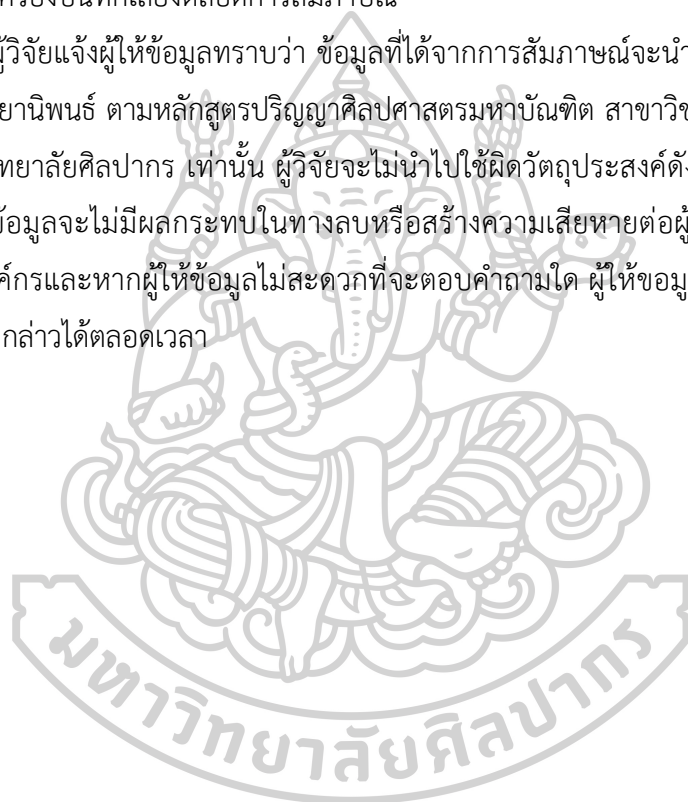 ครื่องบันทึกเสียงตลอดการสัมภาษณ์
ผู้วิจัยแจ้งผู้ให้ข้อมูลทราบว่า ข้อมูลที่ได้จากการสัมภาษณ์จะนำ
ยานิพนธ์ ตามหลักสูตรปริญญาศิลปศาสตรมหาบัณฑิต สาขาวิช
ทยาลัยศิลปากร เท่านั้น ผู้วิจัยจะไม่นำไปใช้ผิดวัตถุประสงค์ดัง
ข้อมูลจะไม่มีผลกระทบในทางลบหรือสร้างความเสียหายต่อผู้
ค์กรและหากผู้ให้ข้อมูลไม่สะดวกที่จะตอบคำถามใด ผู้ให้ขอมู
กล่าวได้ตลอดเวลา
มหาวิทยาลัยศิลปากร